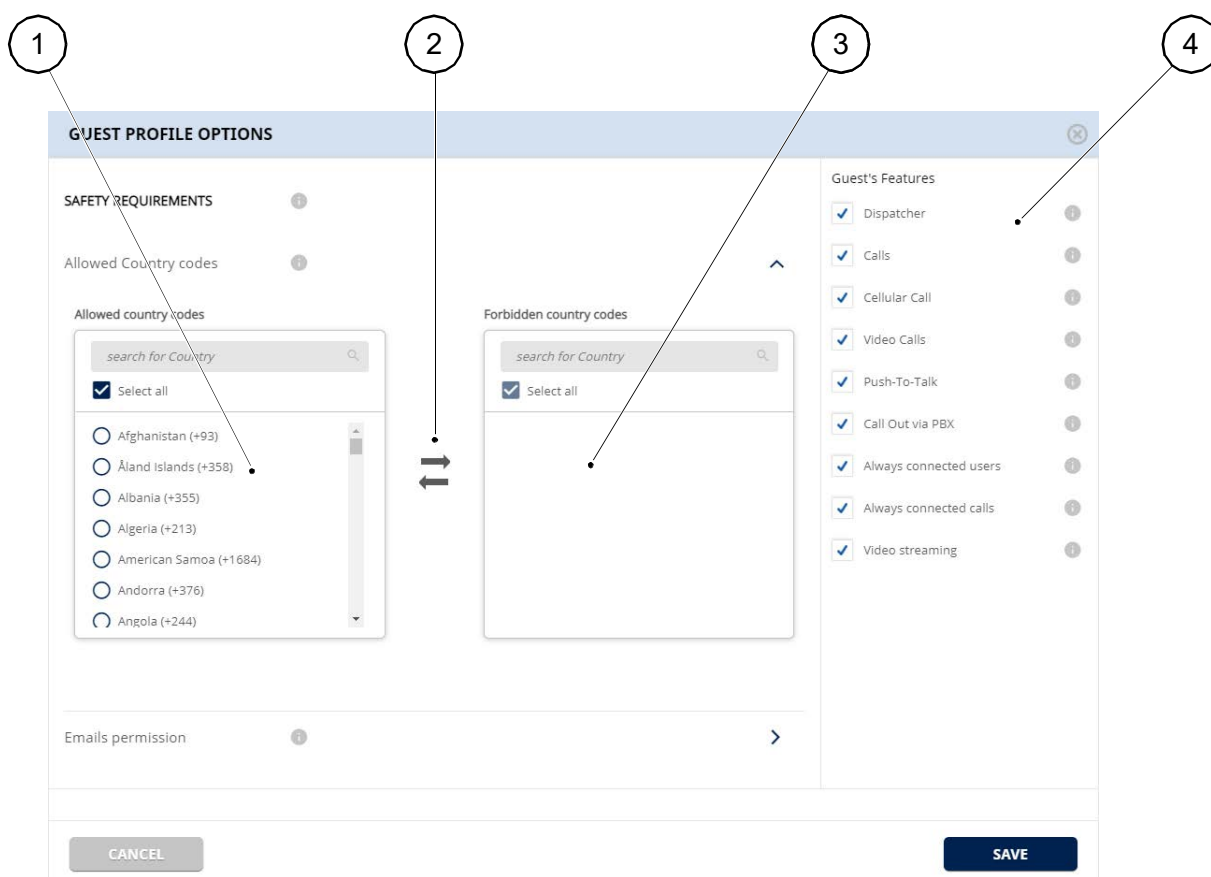 1
2
3
4
GUEST PROFILE OPTIONS
SAFETY REQUIREMENTS
Allowed Country codes
Allowed country codes
search for Country
Select all
Afghanistan (+93)
Åland Islands (+358)
Albania (+355)
Algeria (+213)
American Samoa (+1684)
Andorra (+376)
Angola (+244)
Forbidden country codes
search for Country
Select all
Emails permission
Guest's Features
Dispatcher
Calls
Cellular Call
Video Calls
Push-To-Talk
Call Out via PBX
Always connected users
Always connected calls
Video streaming
CANCEL
SAVE